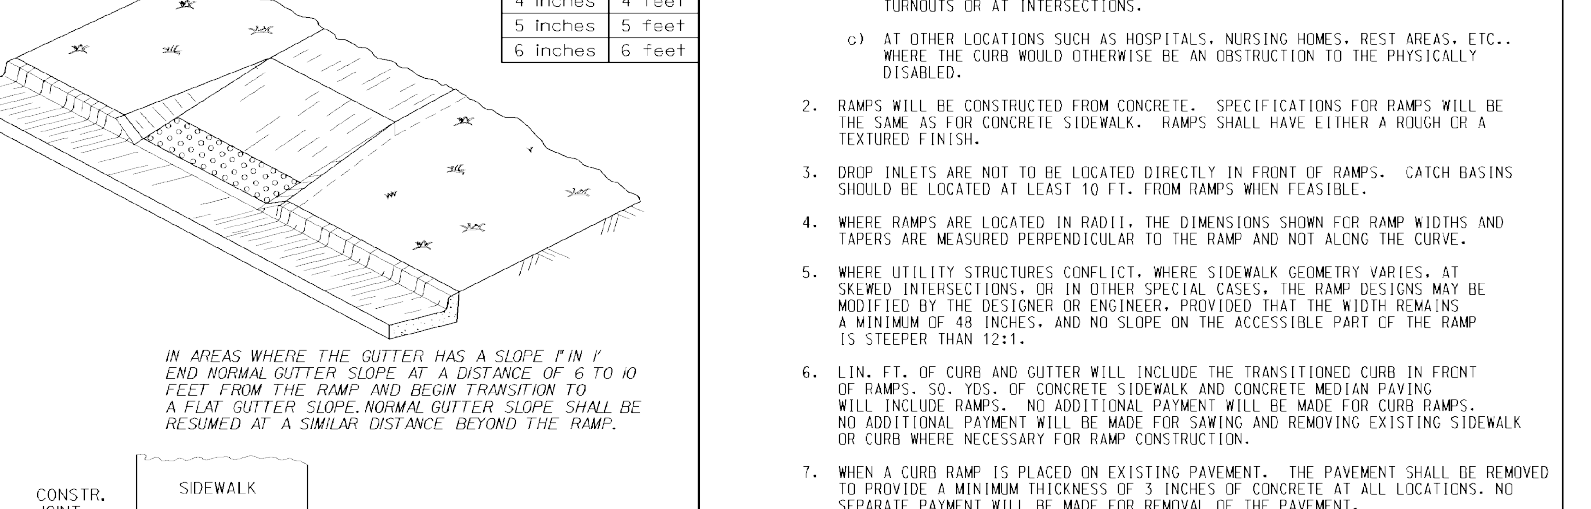 4 inches 4 feet
5 inches 5 feet
6 inches 6 feet
IN AREAS WHERE THE GUTTER HAS A SLOPE 1" IN 1'
END NORMAL GUTTER SLOPE AT A DISTANCE OF 6 TO 10
FEET FROM THE RAMP AND BEGIN TRANSITION TO
A FLAT GUTTER SLOPE. NORMAL GUTTER SLOPE SHALL BE
RESUMED AT A SIMILAR DISTANCE BEYOND THE RAMP.
SIDEWALK
CONSTR.
JOINT
TURNOUTS OR AT INTERSECTIONS.
c) AT OTHER LOCATIONS SUCH AS HOSPITALS, NURSING HOMES, REST AREAS, ETC..
WHERE THE CURB WOULD OTHERWISE BE AN OBSTRUCTION TO THE PHYSICALLY
DISABLED.
2. RAMPS WILL BE CONSTRUCTED FROM CONCRETE. SPECIFICATIONS FOR RAMPS WILL BE
THE SAME AS FOR CONCRETE SIDEWALK. RAMPS SHALL HAVE EITHER A ROUGH OR A
TEXTURED FINISH.
3. DROP INLETS ARE NOT TO BE LOCATED DIRECTLY IN FRONT OF RAMPS. CATCH BASINS
SHOULD BE LOCATED AT LEAST 10 FT. FROM RAMPS WHEN FEASIBLE.
4. WHERE RAMPS ARE LOCATED IN RADII, THE DIMENSIONS SHOWN FOR RAMP WIDTHS AND
TAPERS ARE MEASURED PERPENDICULAR TO THE RAMP AND NOT ALONG THE CURVE.
5. WHERE UTILITY STRUCTURES CONFLICT, WHERE SIDEWALK GEOMETRY VARIES, AT
SKEWED INTERSECTIONS, OR IN OTHER SPECIAL CASES, THE RAMP DESIGNS MAY BE
MODIFIED BY THE DESIGNER OR ENGINEER, PROVIDED THAT THE WIDTH REMAINS
A MINIMUM OF 48 INCHES, AND NO SLOPE ON THE ACCESSIBLE PART OF THE RAMP
IS STEEPER THAN 12:1.
6. LIN. FT. OF CURB AND GUTTER WILL INCLUDE THE TRANSITIONED CURB IN FRONT
OF RAMPS. SQ. YDS. OF CONCRETE SIDEWALK AND CONCRETE MEDIAN PAVING
WILL INCLUDE RAMPS. NO ADDITIONAL PAYMENT WILL BE MADE FOR CURB RAMPS.
NO ADDITIONAL PAYMENT WILL BE MADE FOR SAWING AND REMOVING EXISTING SIDEWALK
OR CURB WHERE NECESSARY FOR RAMP CONSTRUCTION.
7. WHEN A CURB RAMP IS PLACED ON EXISTING PAVEMENT. THE PAVEMENT SHALL BE REMOVED
TO PROVIDE A MINIMUM THICKNESS OF 3 INCHES OF CONCRETE AT ALL LOCATIONS. NO
SEPARATE PAYMENT WILL BE MADE FOR REMOVAL OF THE PAVEMENT.